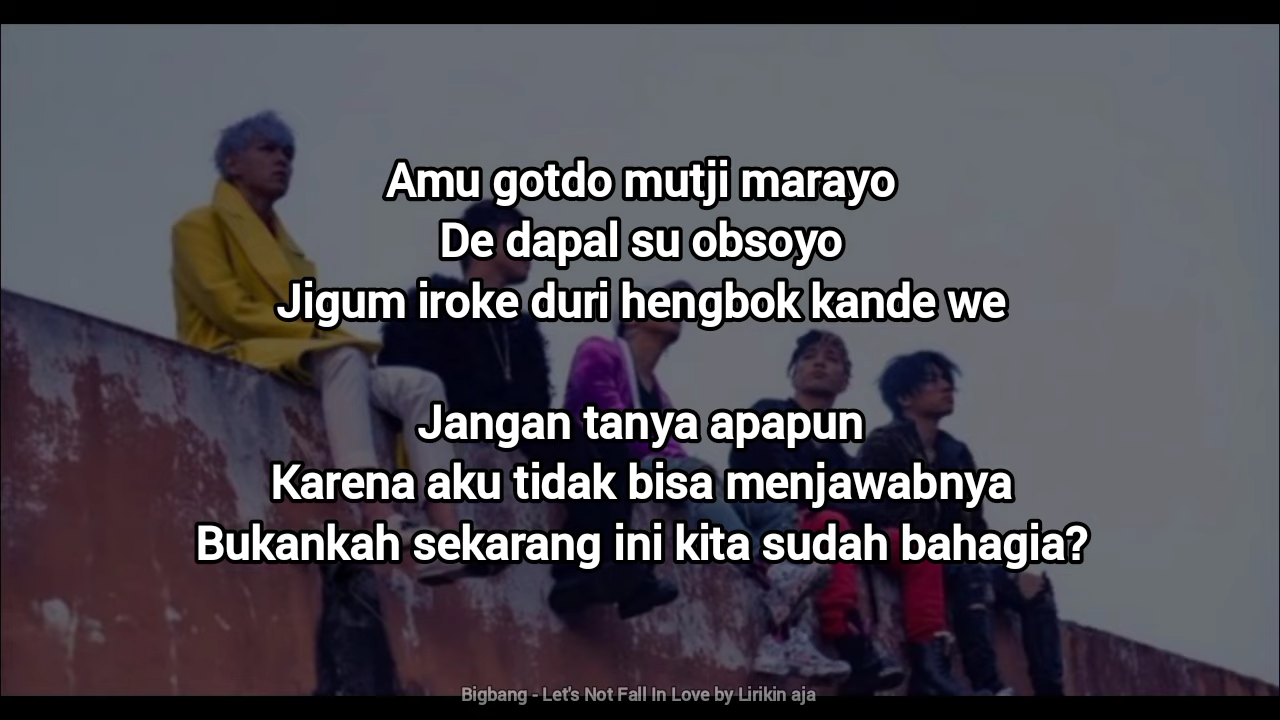 Amu gotdo mutji marayo
De dapal su obsoyo
Jigum iroke duri hengbok kande we
Jangan tanya apapun
Karena aku tidak bisa menjawabnya
Bukankah sekarang ini kita sudah bahagia?
Bigbang - Let's Not Fall In Love by Lirikin aja